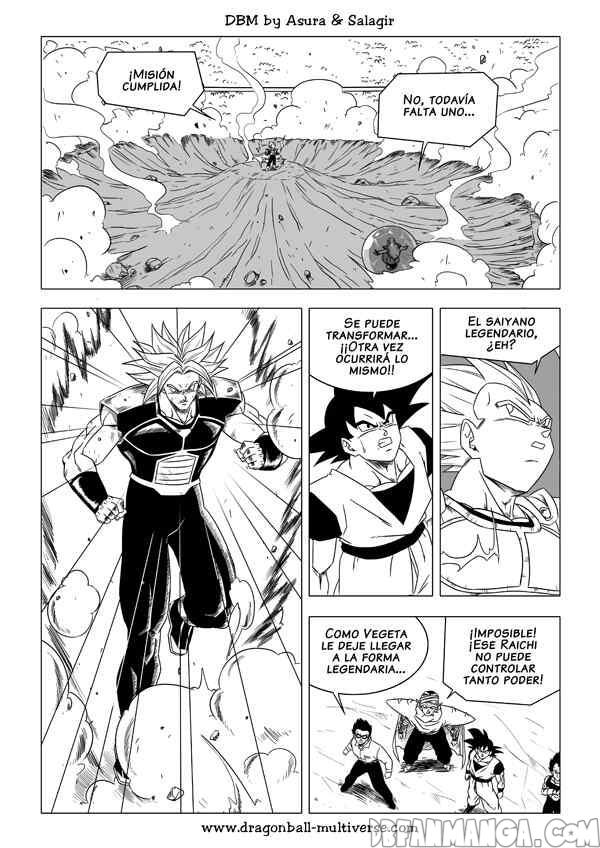 DBM by Asura & Salagir
¡Misión
cumplida!
No, todavía
falta uno...
Se puede
transformar...
¡¡Otra vez
ocurrirá lo
mismo!!
El saiyano
legendario,
¿eh?
Como Vegeta
le deje llegar
a la forma
legendaria...
¡Imposible!
¡Ese Raichi
no puede
controlar
tanto poder!
www.dragonball-multiverse.com
DBFANMANGA.COM